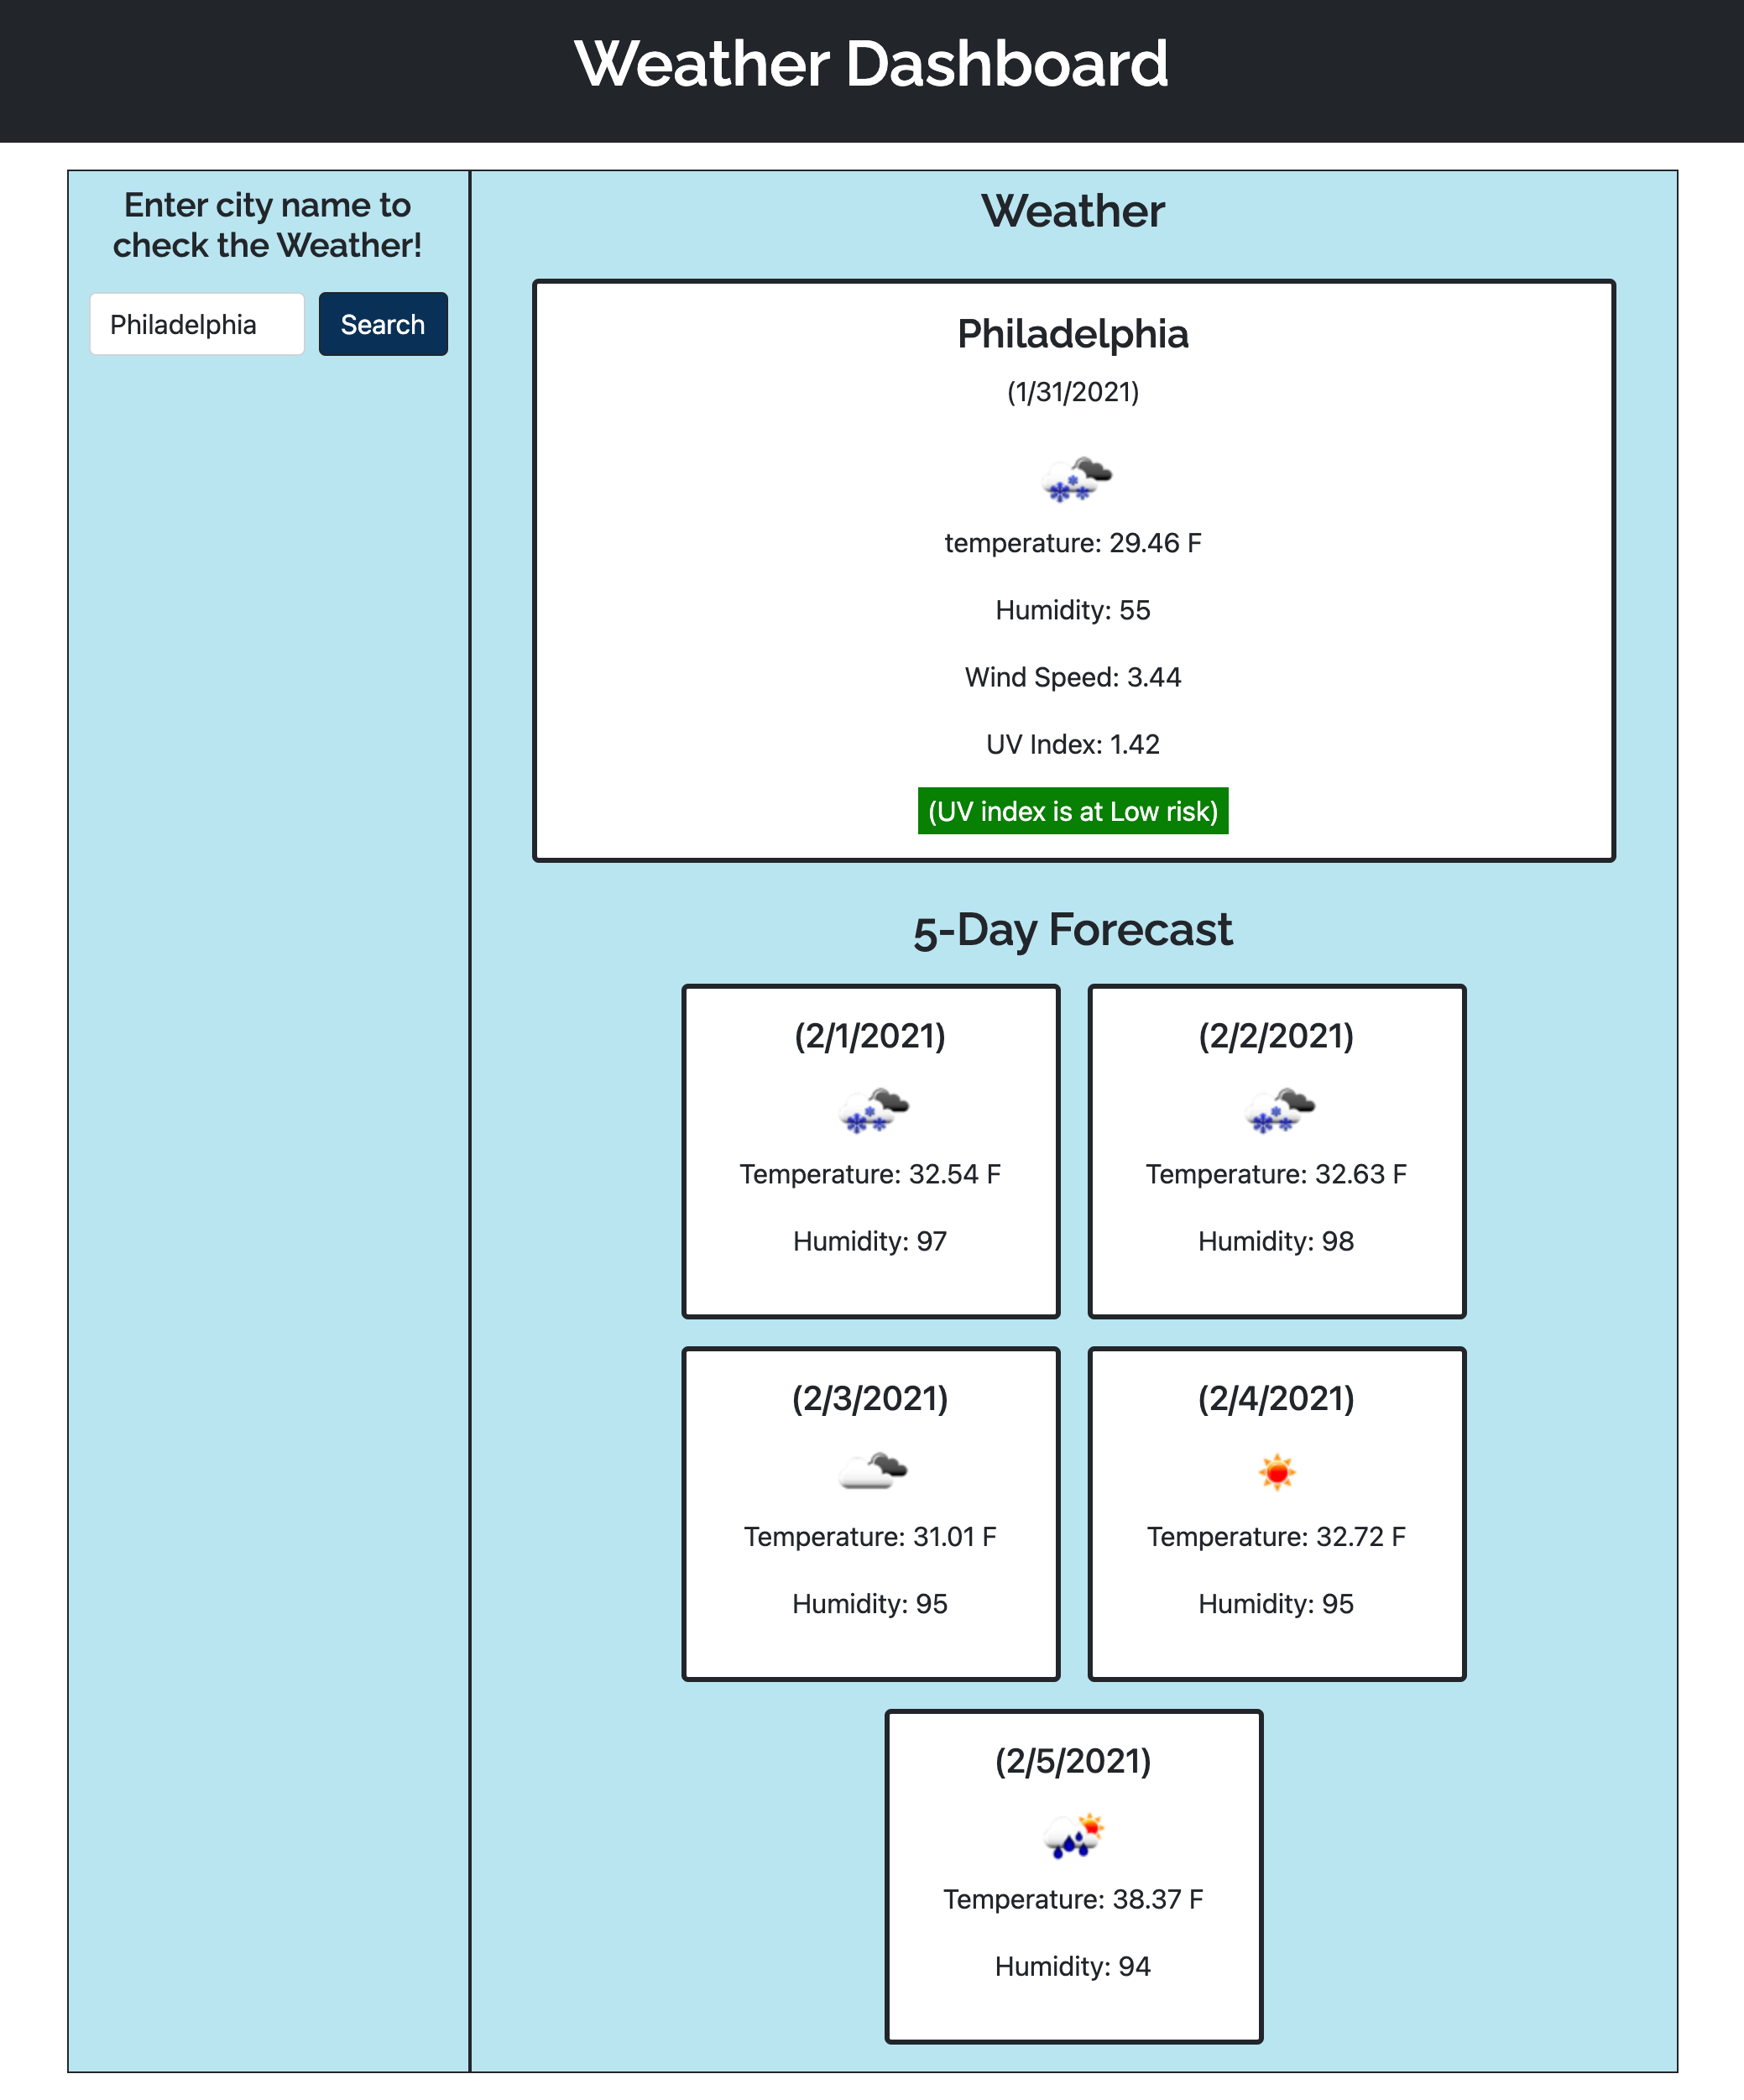 Weather Dashboard
Enter city name to
check the Weather!
Philadelphia
Search
Weather
Philadelphia
(1/31/2021)
temperature: 29.46 F
Humidity: 55
Wind Speed: 3.44
UV Index: 1.42
(UV index is at Low risk)
5-Day Forecast
(2/1/2021)
Temperature: 32.54 F
Humidity: 97
(2/2/2021)
Temperature: 32.63 F
Humidity: 98
(2/3/2021)
Temperature: 31.01 F
Humidity: 95
(2/4/2021)
Temperature: 32.72 F
Humidity: 95
(2/5/2021)
Temperature: 38.37 F
Humidity: 94